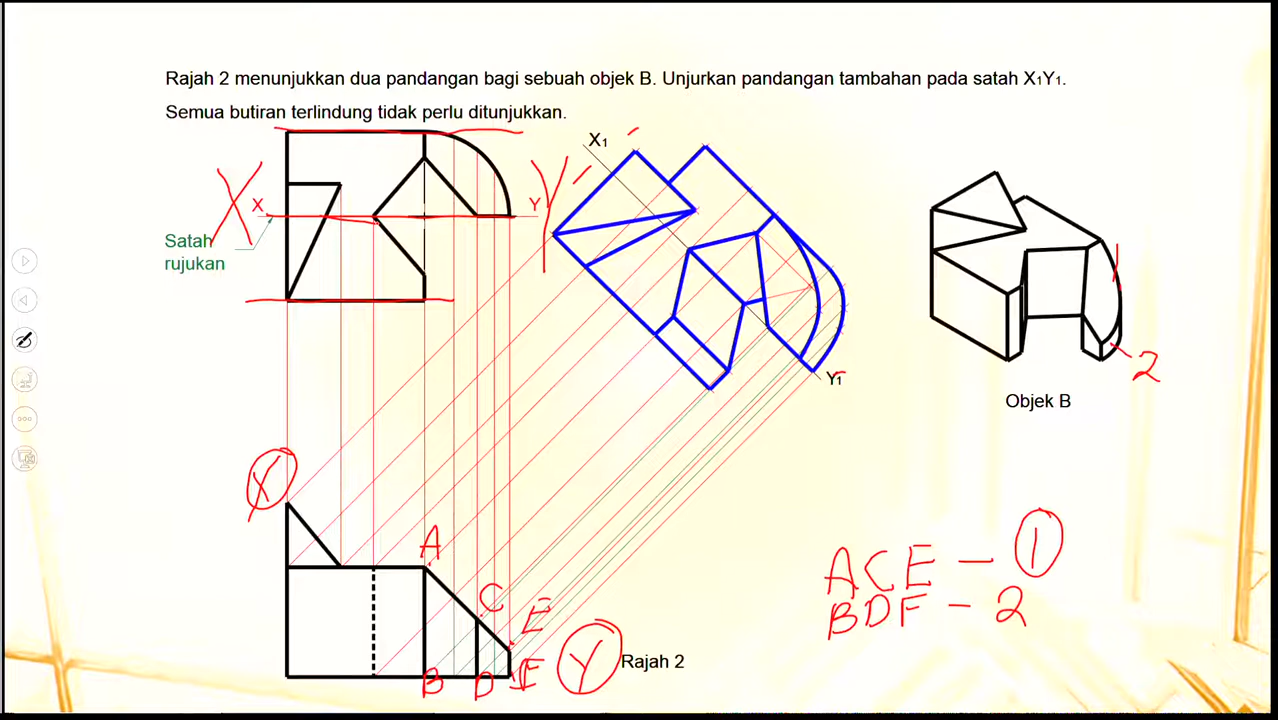 Rajah 2 menunjukkan dua pandangan bagi sebuah objek B. Unjurkan pandangan tambahan pada satah X₁Y₁.
Semua butiran terlindung tidak perlu ditunjukkan.
X
Y
X
Y
Satah
rujukan
X₁
Y₁
2
Objek B
X
A
C
E
B
D
F
Y
Rajah 2
ACE - 1
BDF - 2